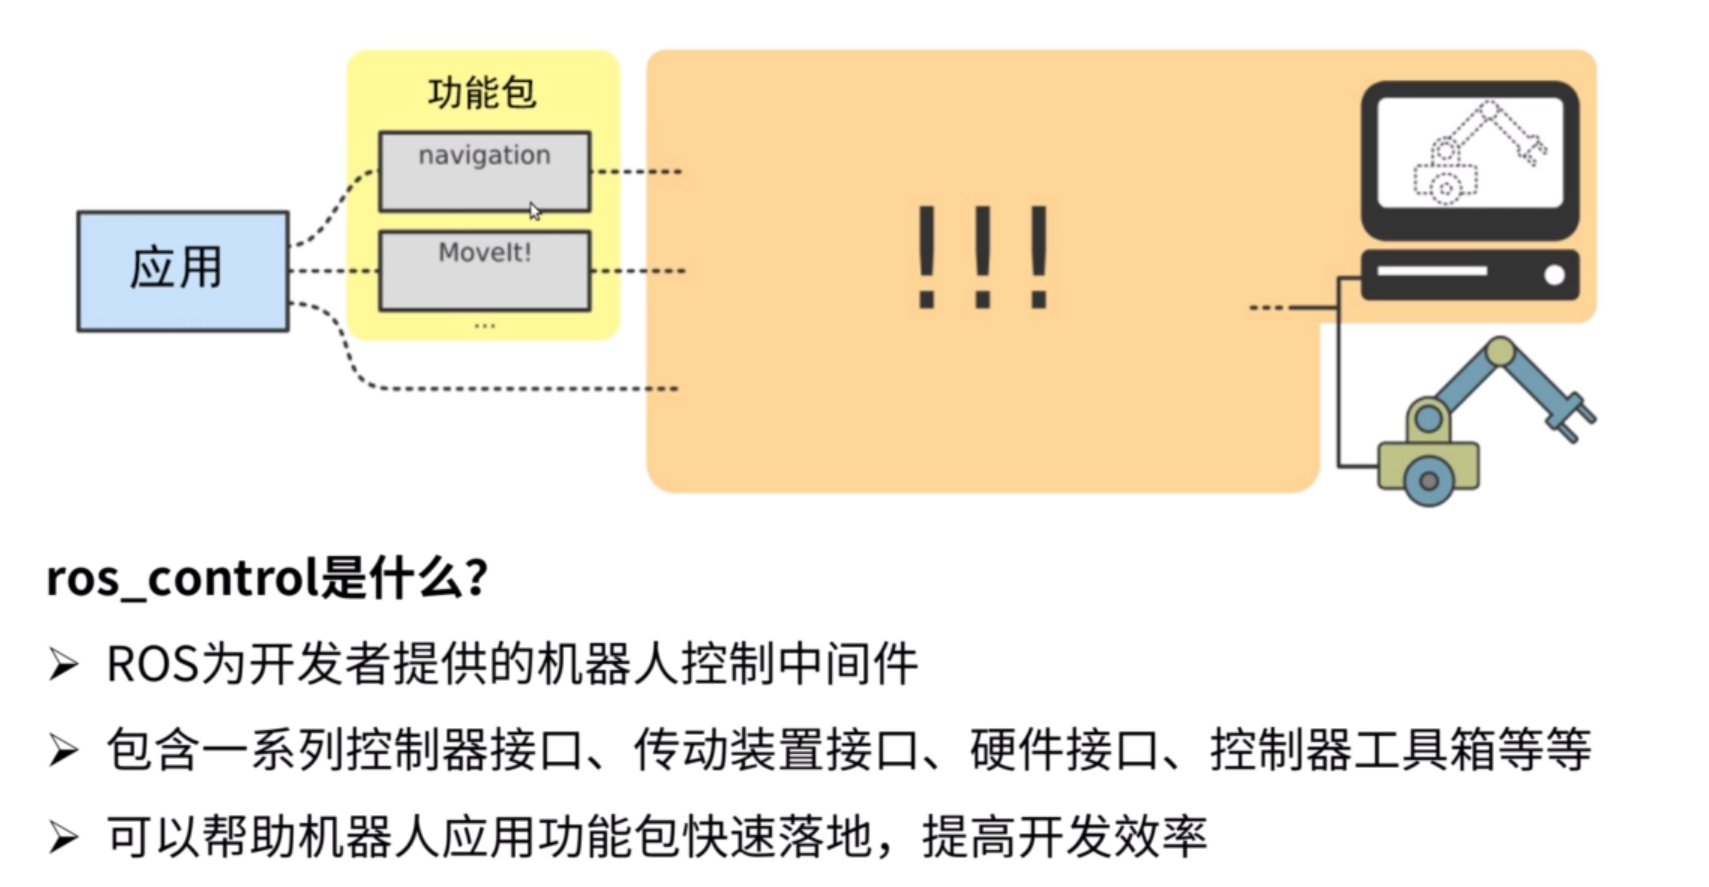 功能包
navigation
应用
MoveIt!
...
!!!
ros_control是什么？
ROS为开发者提供的机器人控制中间件
包含一系列控制器接口、传动装置接口、硬件接口、控制器工具箱等等
可以帮助机器人应用功能包快速落地，提高开发效率